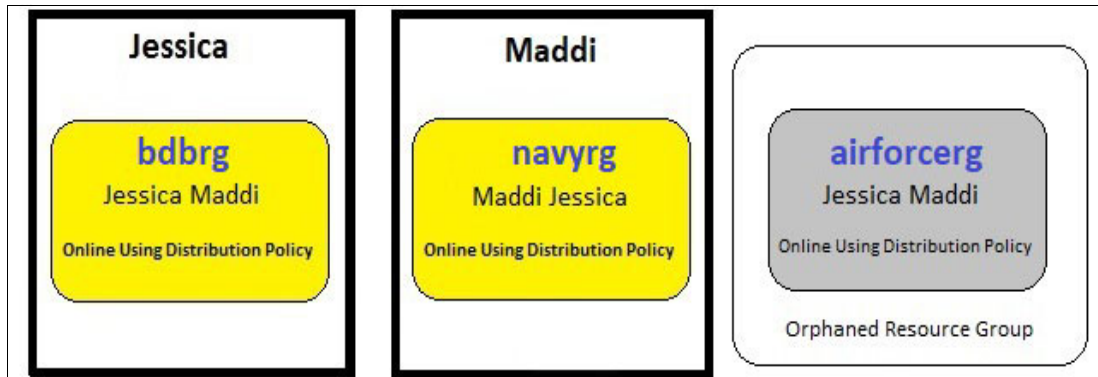 Jessica
bdbrg
Jessica Maddi
Online Using Distribution Policy
Maddi
navyrg
Maddi Jessica
Online Using Distribution Policy
airforcerg
Jessica Maddi
Online Using Distribution Policy
Orphaned Resource Group